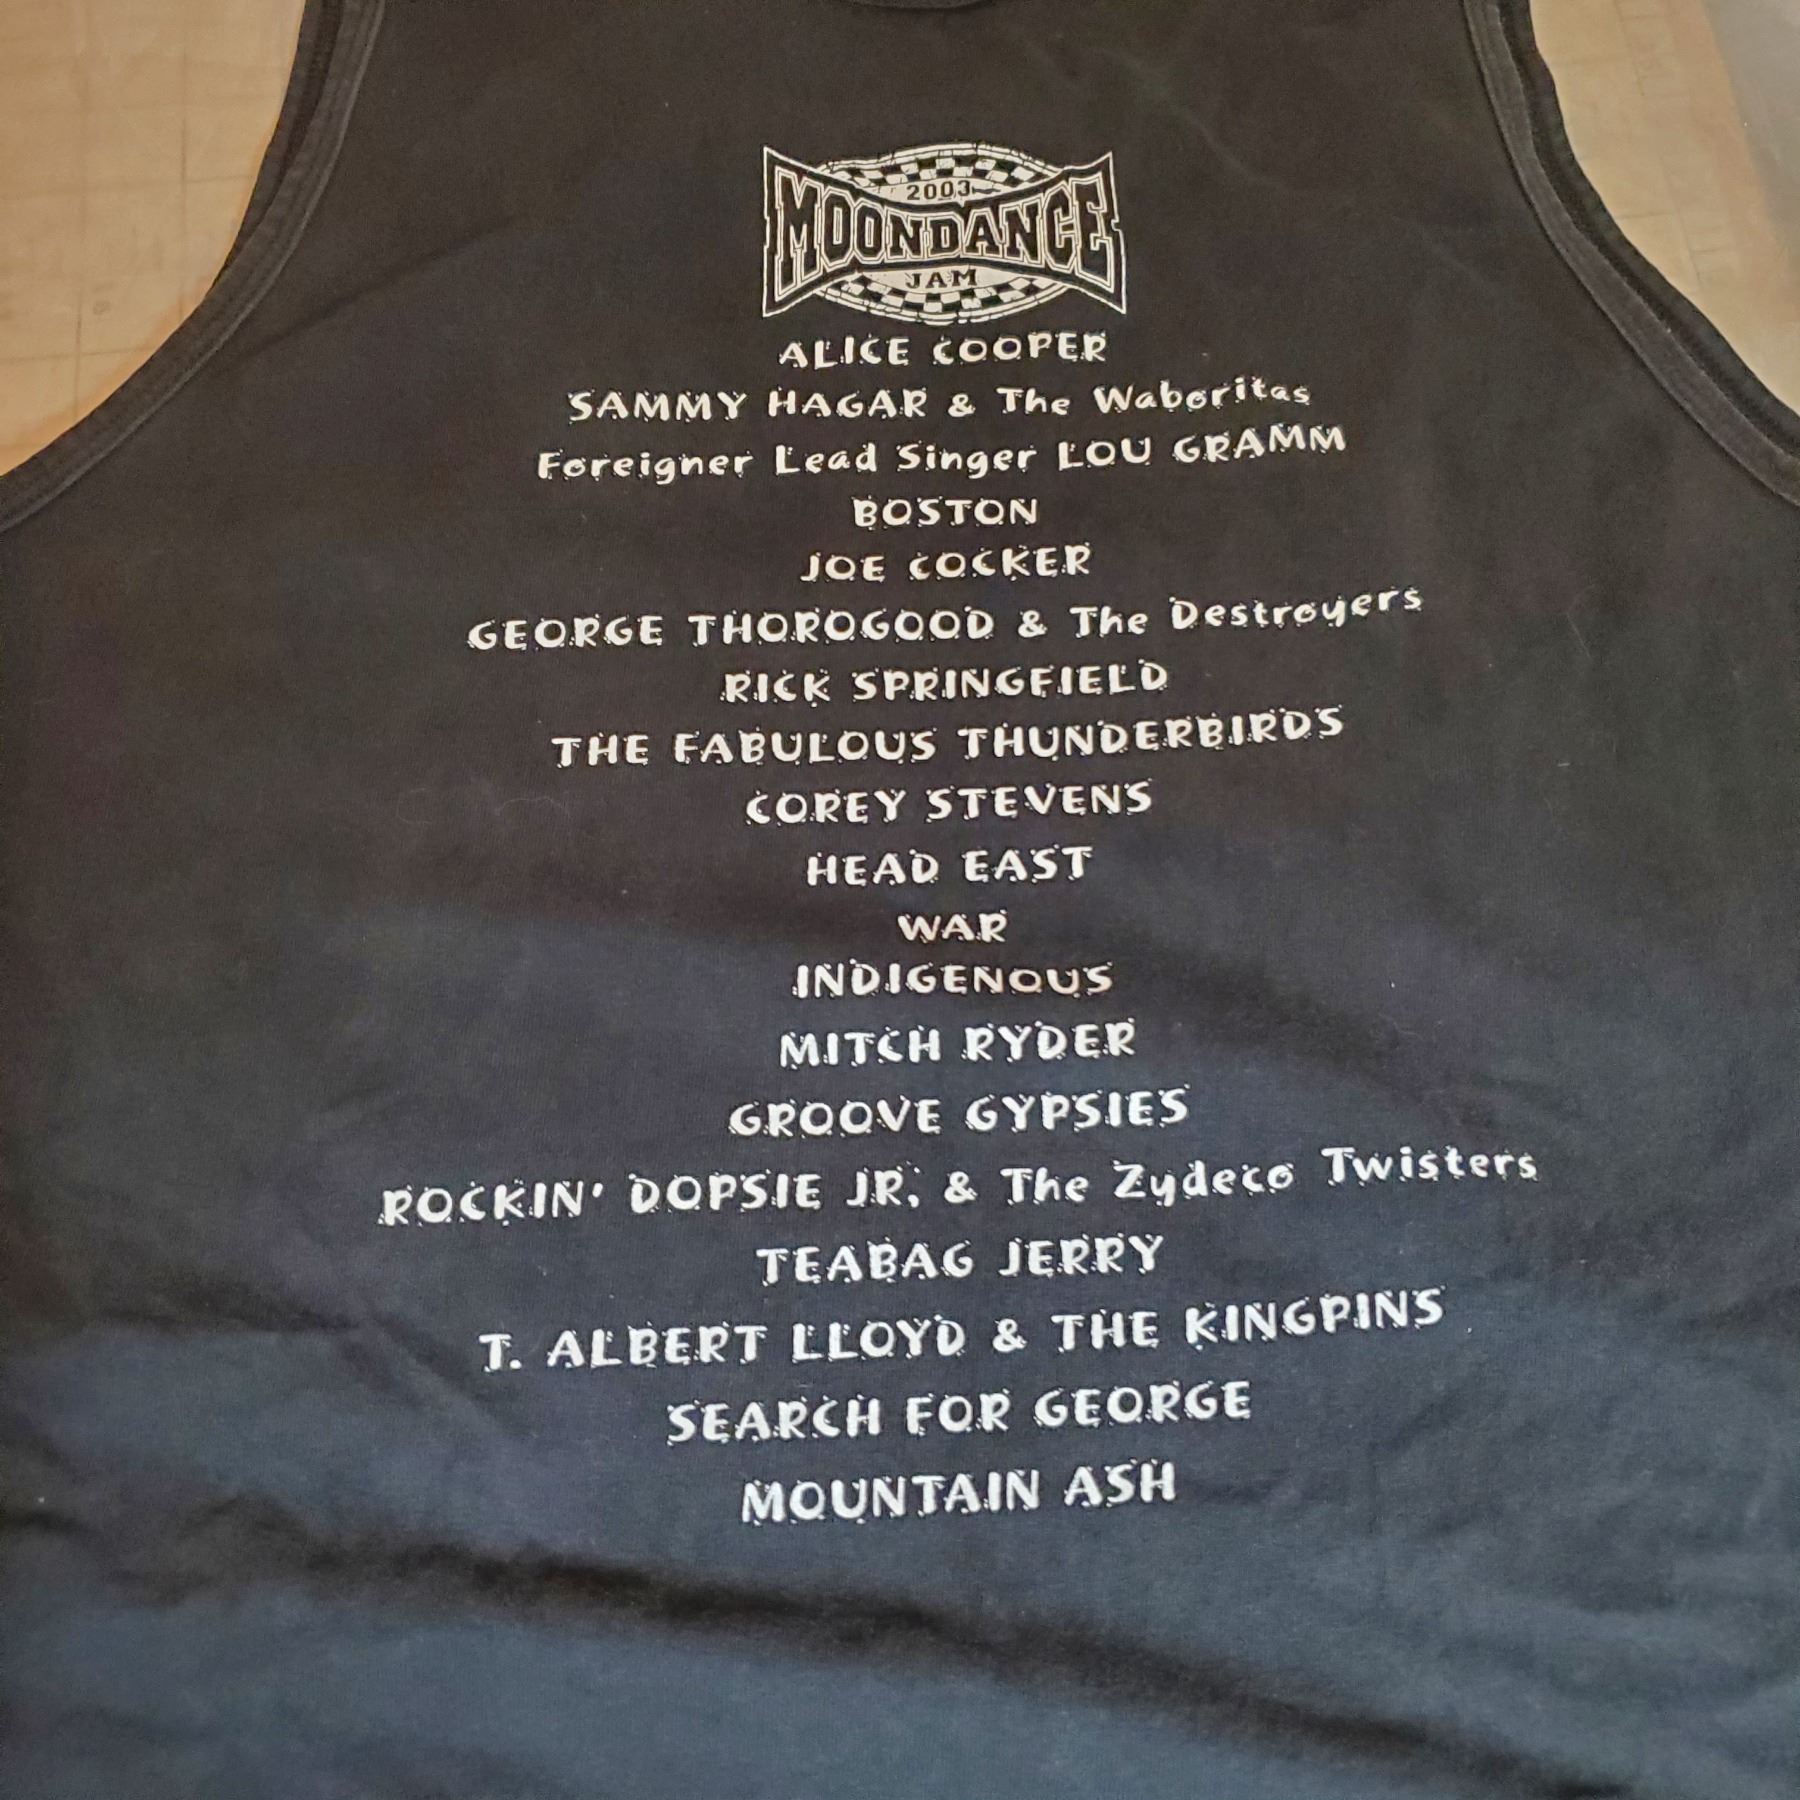 2003
MOONDANCE
JAM
ALICE COOPER
SAMMY HAGAR & The Waboritas
Foreigner Lead Singer LOU GRAMM
BOSTON
JOE COCKER
GEORGE THOROGOOD & The Destroyers
RICK SPRINGFIELD
THE FABULOUS THUNDERBIRDS
COREY STEVENS
HEAD EAST
WAR
INDIGENOUS
MITCH RYDER
GROOVE GYPSIES
ROCKIN' DOPSIE JR, & The Zydeco Twisters
TEABAG JERRY
T. ALBERT LLOYD & THE KINGPINS
SEARCH FOR GEORGE
MOUNTAIN ASH